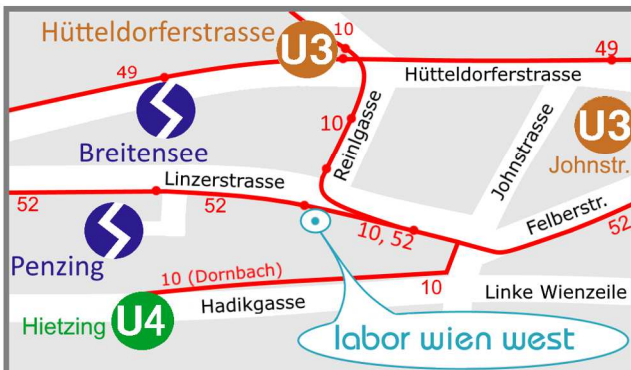 Hütteldorferstrasse
U3
10
49
49
Hütteldorferstrasse
Breitensee
10
Reinlgasse
Johnstrasse
U3
Johnstr.
Linzerstrasse
52
52
10, 52
Felberstr.
52
Penzing
10 (Dornbach)
10
Hietzing
U4
Hadikgasse
Linke Wienzeile
labor wien west